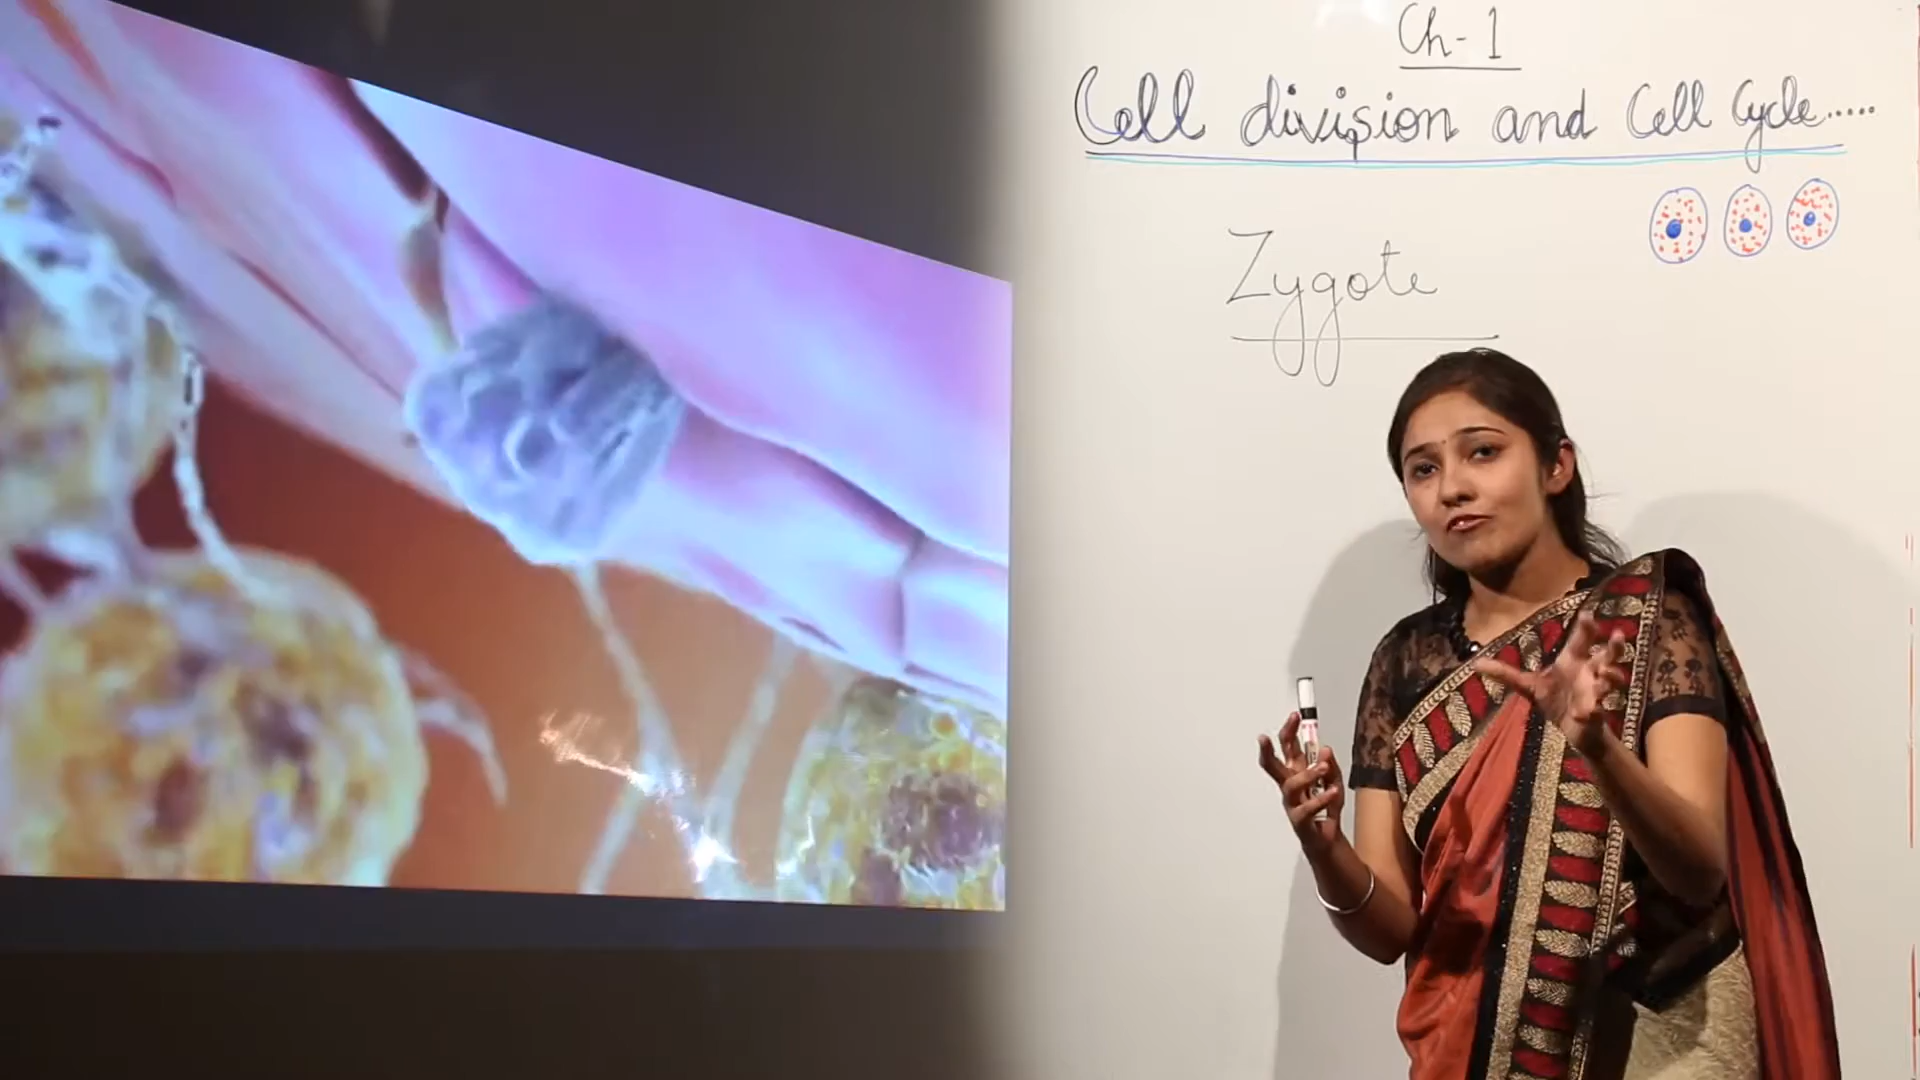 Ch-1
Cell division and Cell Cycle.....
Zygote